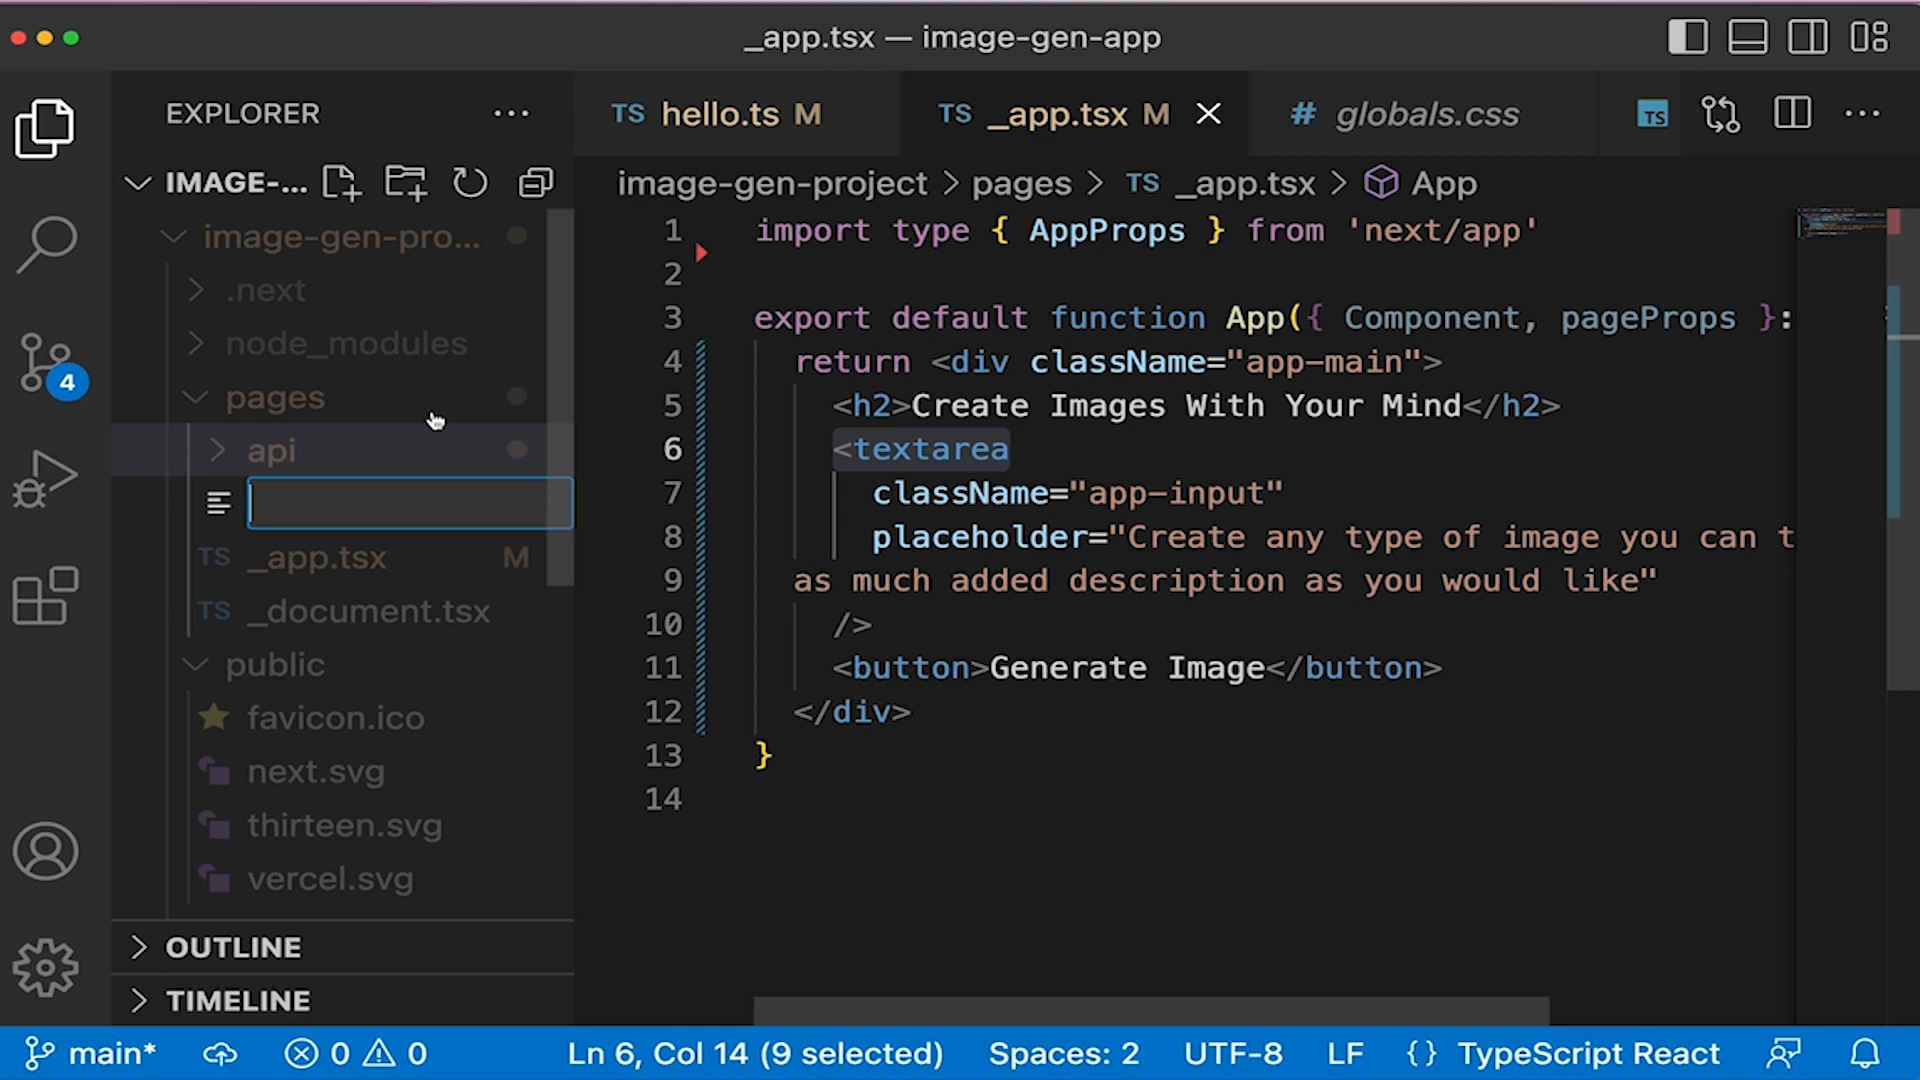 _app.tsx — image-gen-app
EXPLORER
TS hello.ts M
TS _app.tsx M
# globals.css
TS
IMAGE-...
image-gen-project > pages > TS _app.tsx > App
image-gen-pro...
.next
node_modules
pages
api
TS _app.tsx M
TS _document.tsx
public
favicon.ico
next.svg
thirteen.svg
vercel.svg
OUTLINE
TIMELINE
4
1 import type { AppProps } from 'next/app'
2
3 export default function App({ Component, pageProps }:
4 return <div className="app-main">
5 <h2>Create Images With Your Mind</h2>
6 <textarea
7 className="app-input"
8 placeholder="Create any type of image you can t
9 as much added description as you would like"
10 />
11 <button>Generate Image</button>
12 </div>
13 }
14
main* 0 0 Ln 6, Col 14 (9 selected) Spaces: 2 UTF-8 LF {} TypeScript React